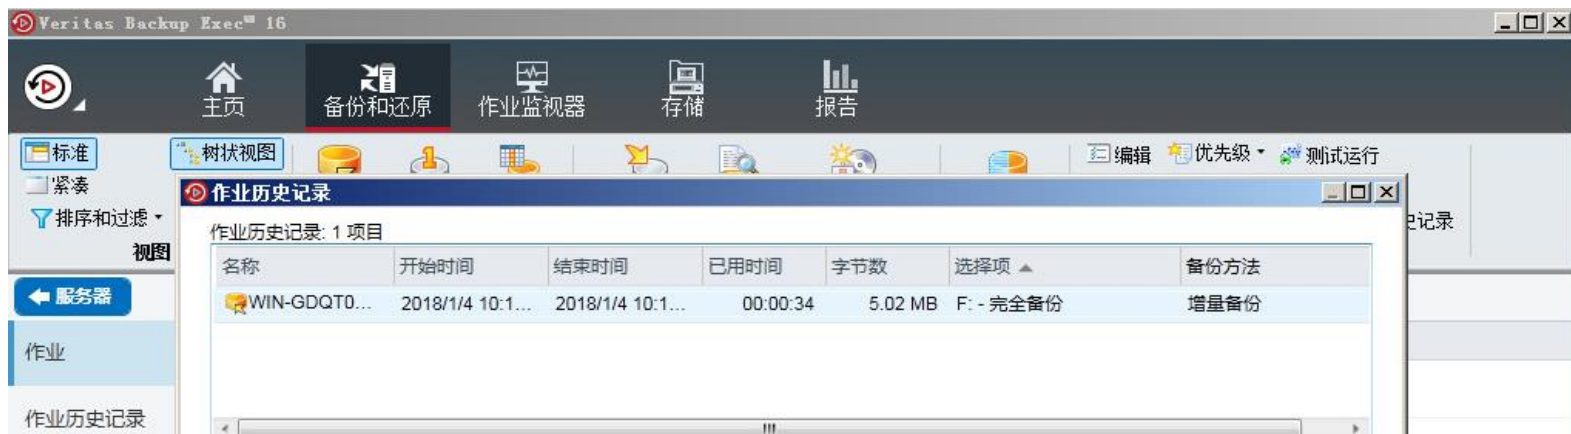 Veritas Backup Exec™ 16
主页
备份和还原
作业监视器
存储
报告
标准
树状视图
编辑
优先级
测试运行
紧凑
作业历史记录
排序和过滤
记录
作业历史记录: 1 项目
视图
名称 开始时间 结束时间 已用时间 字节数 选择项 备份方法
服务器
WIN-GDQT0... 2018/1/4 10:1... 2018/1/4 10:1... 00:00:34 5.02 MB F: - 完全备份 增量备份
作业
作业历史记录